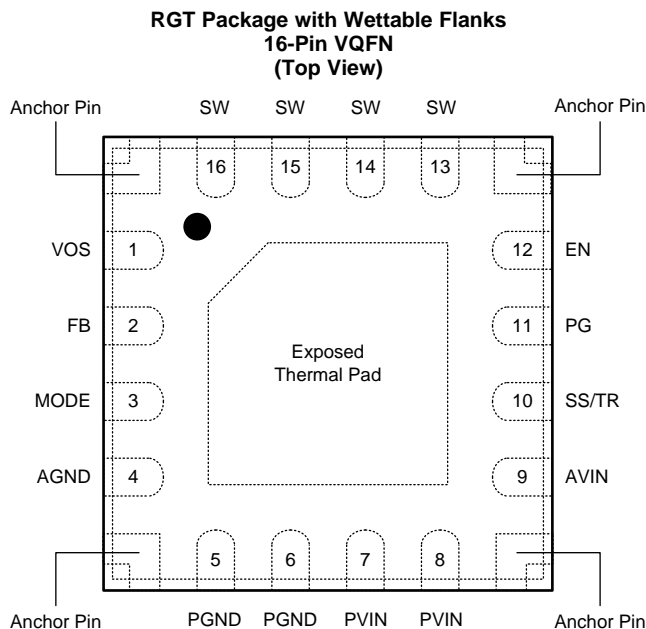 RGT Package with Wettable Flanks
16-Pin VQFN
(Top View)
Anchor Pin SW SW SW SW Anchor Pin
16 15 14 13
VOS 1 12 EN
FB 2 11 PG
Exposed
Thermal Pad
MODE 3 10 SS/TR
AGND 4 9 AVIN
5 6 7 8
Anchor Pin PGND PGND PVIN PVIN Anchor Pin